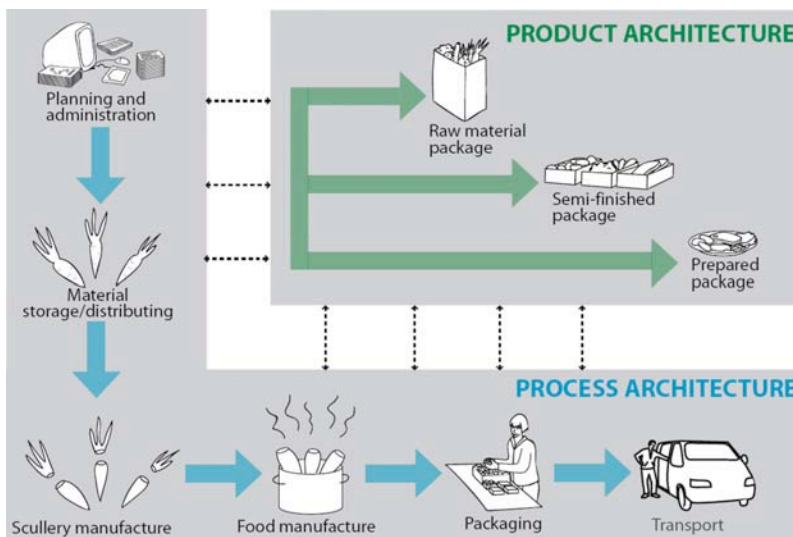 PRODUCT ARCHITECTURE
Planning and
administration
Raw material
package
Semi-finished
package
Prepared
package
Material
storage/distributing
PROCESS ARCHITECTURE
Scullery manufacture
Food manufacture
Packaging
Transport